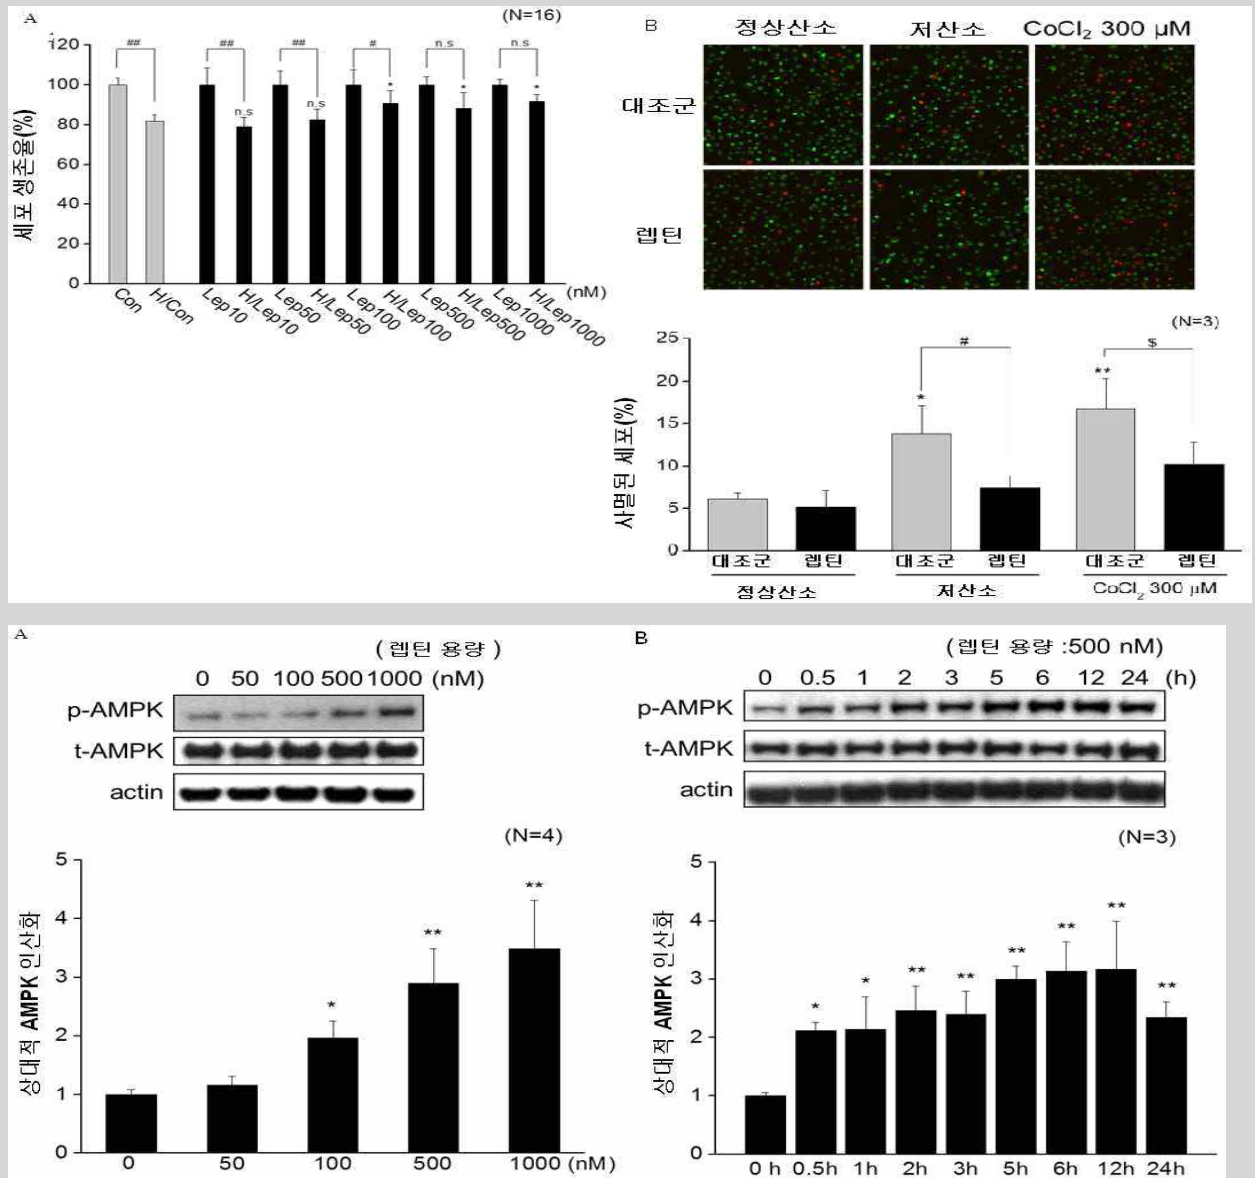 A
(N=16)
120
100
80
60
40
20
0
세포 생존율(%)
## ## ## # n.s n.s
n.s n.s * * *
Con H/Con Lep10 H/Lep10 Lep50 H/Lep50 Lep100 H/Lep100 Lep500 H/Lep500 Lep1000 H/Lep1000 (nM)
B
정상산소 저산소 CoCl₂ 300 µM
대조군
렙틴
(N=3)
25
20
15
10
5
0
사멸된 세포(%)
# $
* **
대조군 렙틴 대조군 렙틴 대조군 렙틴
정상산소 저산소 CoCl₂ 300 µM
A
(렙틴 용량)
0 50 100 500 1000 (nM)
p-AMPK
t-AMPK
actin
(N=4)
5
4
3
2
1
0
상대적 AMPK 인산화
* ** **
0 50 100 500 1000 (nM)
B
(렙틴 용량 :500 nM)
0 0.5 1 2 3 5 6 12 24 (h)
p-AMPK
t-AMPK
actin
(N=3)
5
4
3
2
1
0
상대적 AMPK 인산화
* * ** ** ** ** ** **
0 h 0.5h 1h 2h 3h 5h 6h 12h 24h